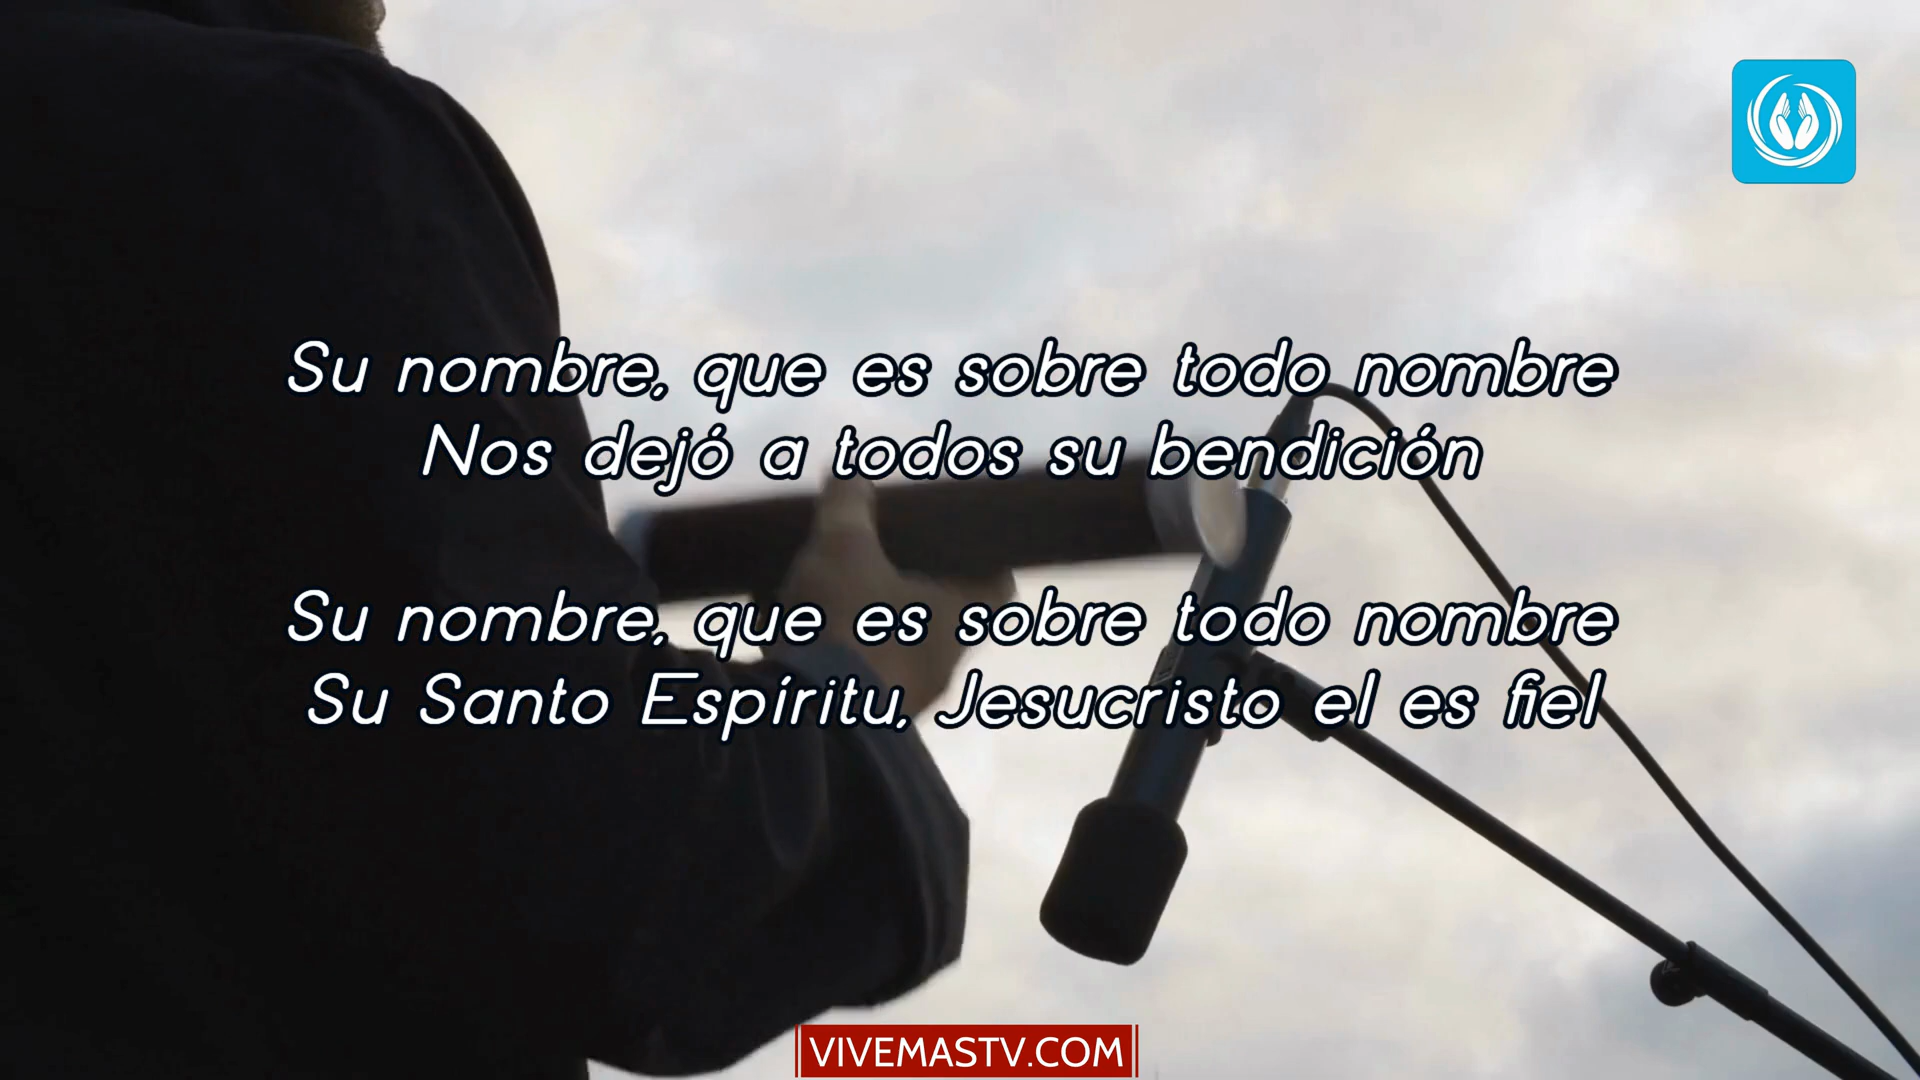 Su nombre, que es sobre todo nombre
Nos dejó a todos su bendición
Su nombre, que es sobre todo nombre
Su Santo Espíritu, Jesucristo el es fiel
VIVEMASTV.COM